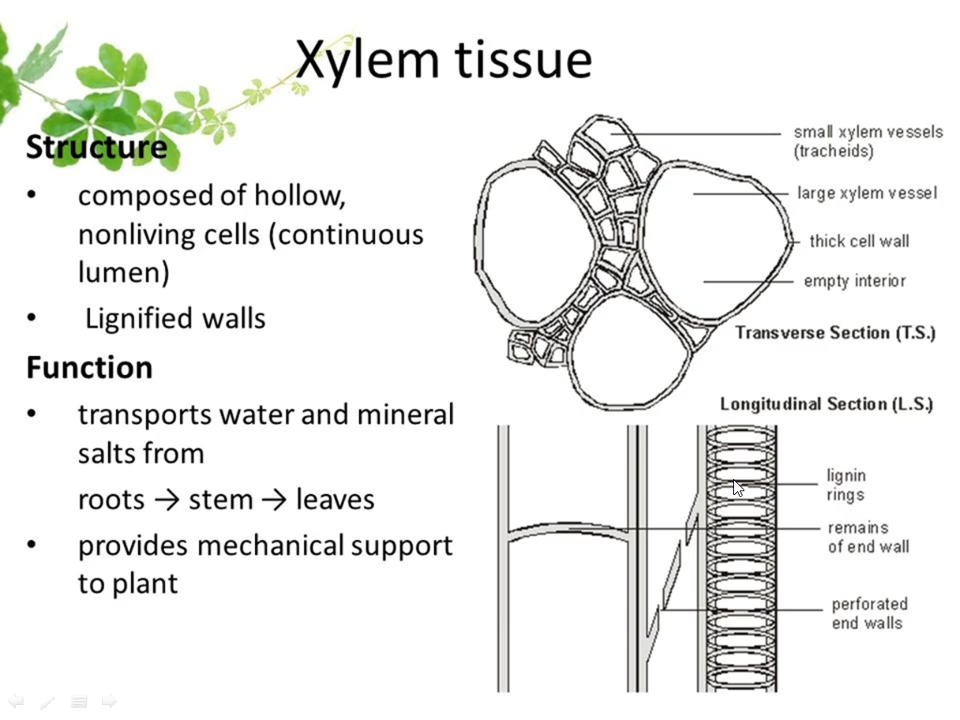 Xylem tissue
Structure
• composed of hollow,
nonliving cells (continuous
lumen)
• Lignified walls
Function
• transports water and mineral
salts from
roots → stem → leaves
• provides mechanical support
to plant
small xylem vessels
(tracheids)
large xylem vessel
thick cell wall
empty interior
Transverse Section (T.S.)
Longitudinal Section (L.S.)
lignin
rings
remains
of end wall
perforated
end walls